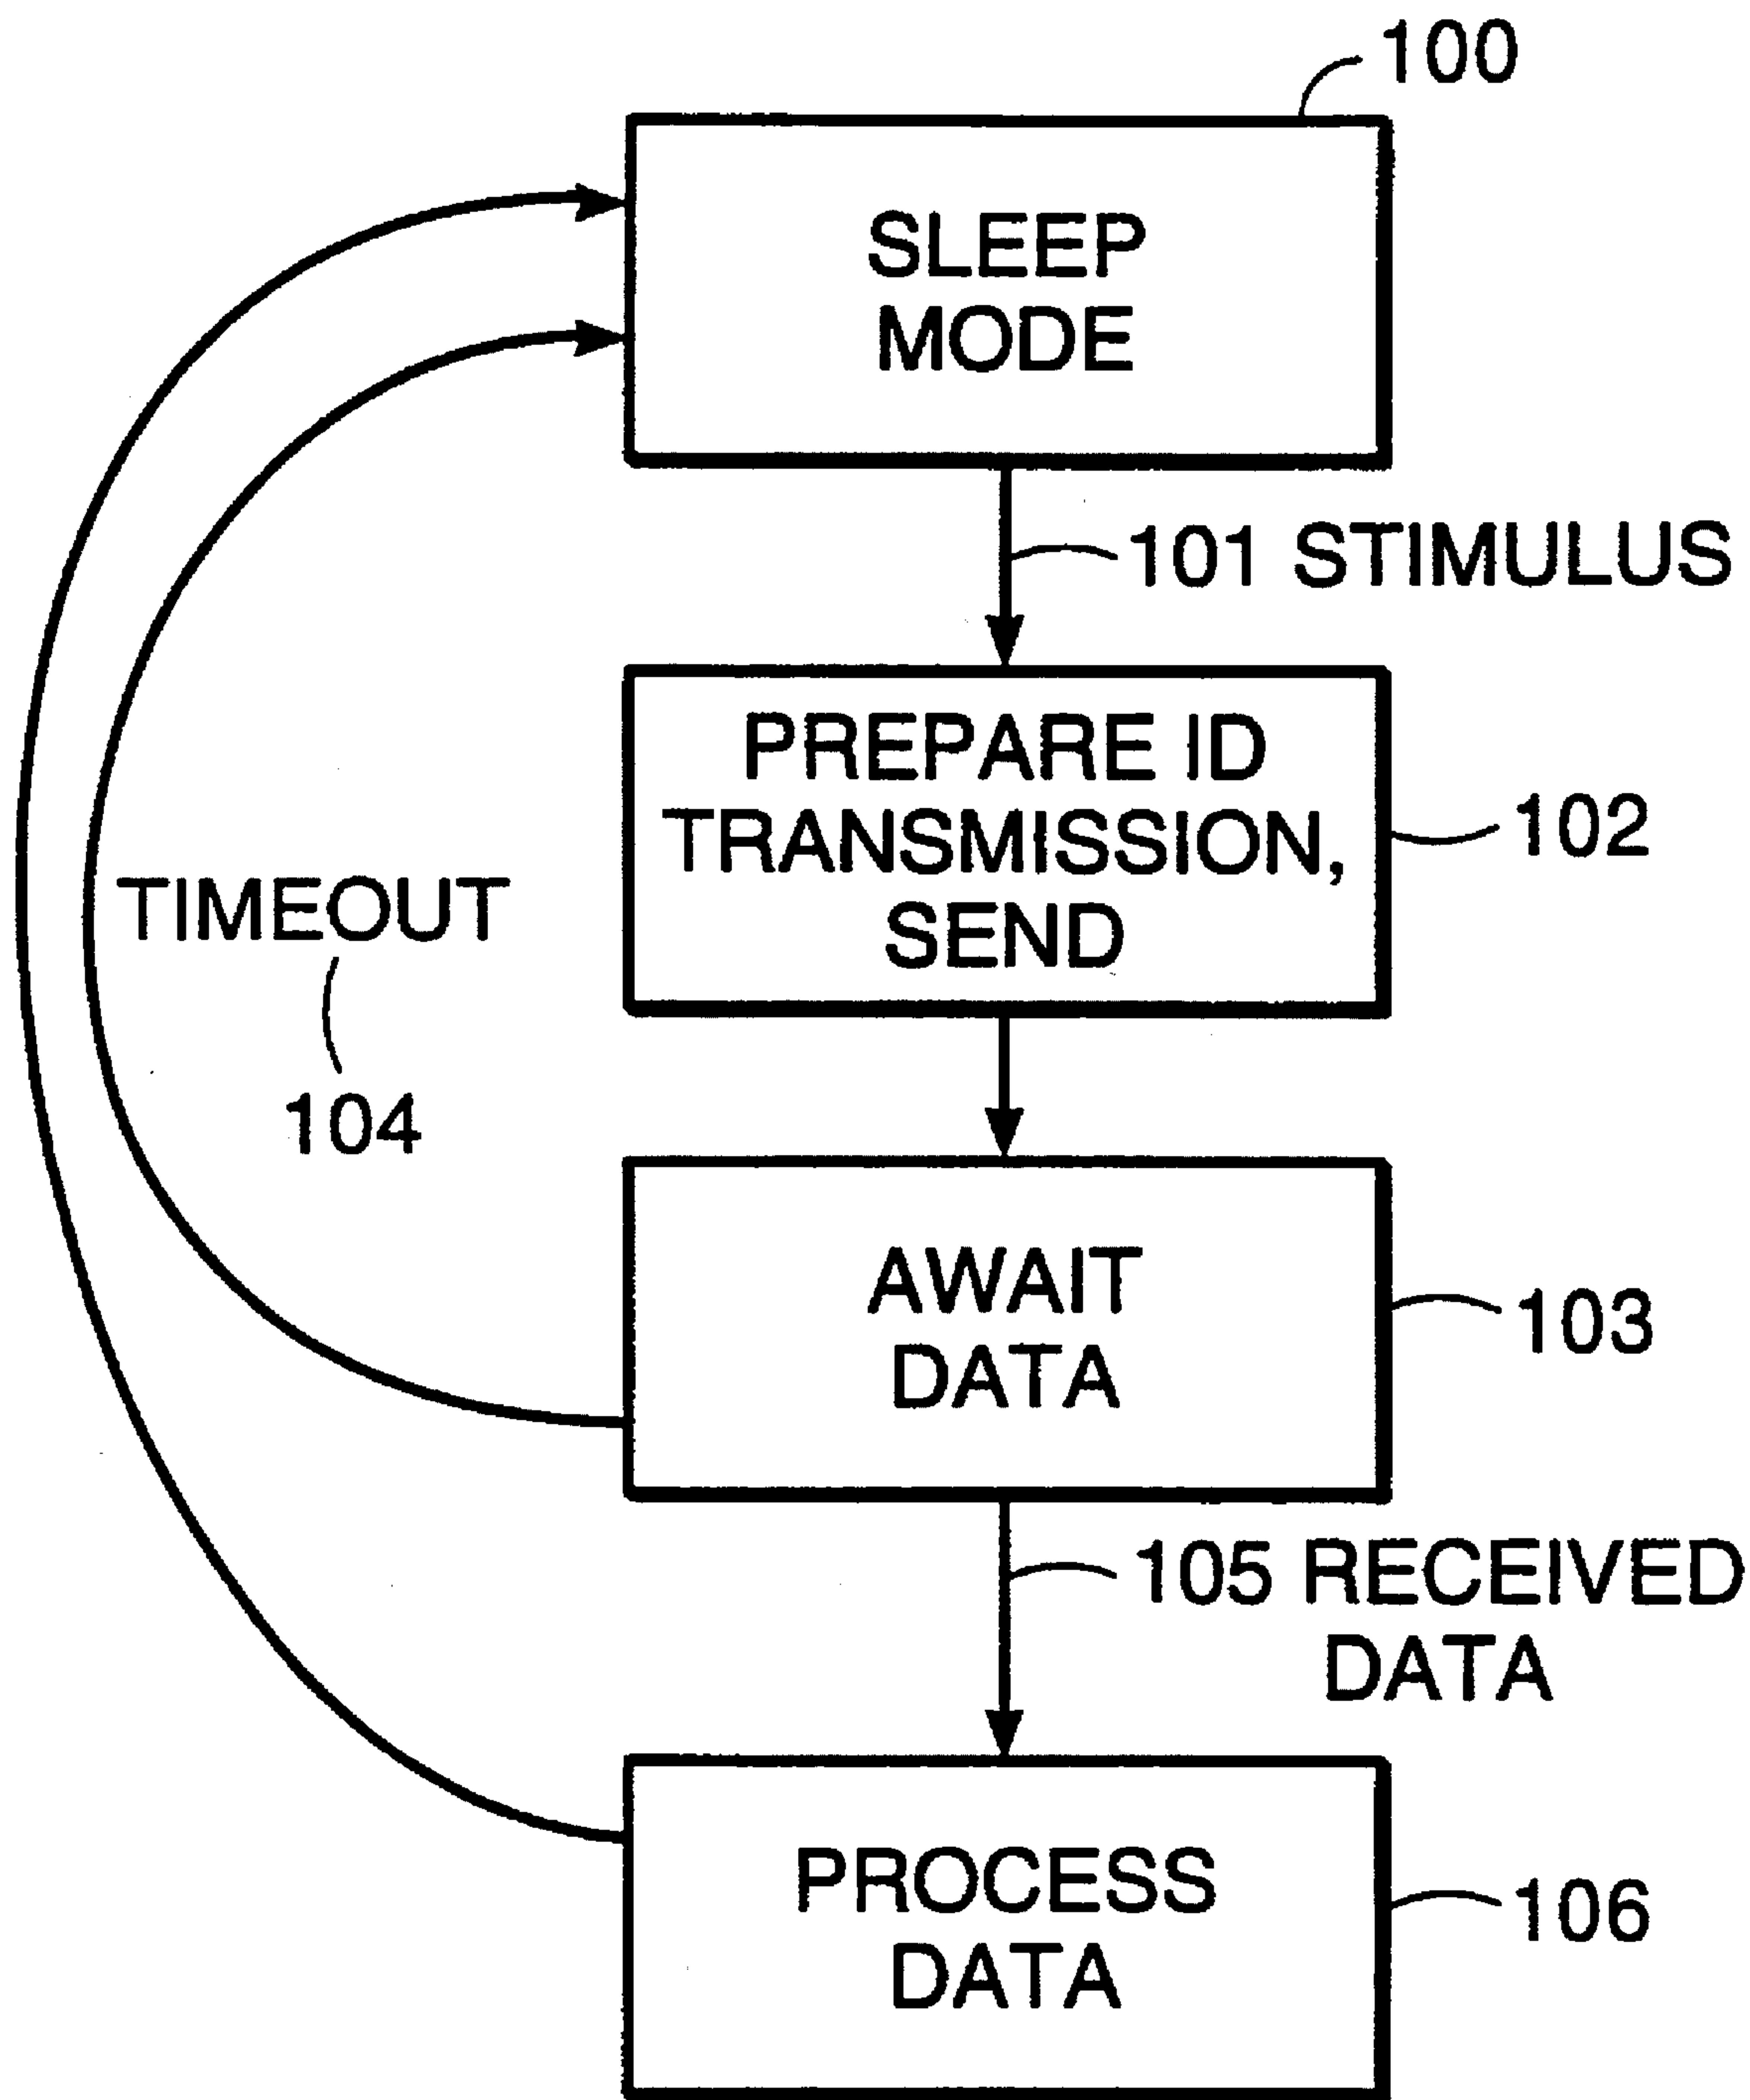 100
SLEEP
MODE
101 STIMULUS
PREPARE ID
TRANSMISSION,
SEND
102
TIMEOUT
104
AWAIT
DATA
103
105 RECEIVED
DATA
PROCESS
DATA
106